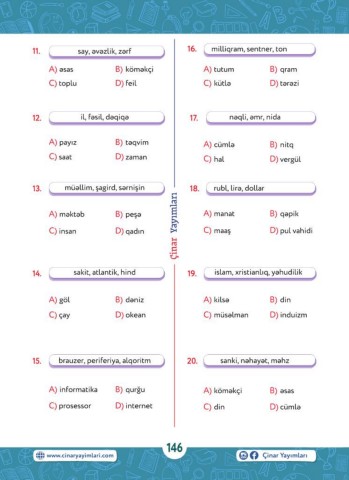 11. say, əvəzlik, zərf
A) əsas B) köməkçi
C) toplu D) feil
12. il, fəsil, dəqiqə
A) payız B) təqvim
C) saat D) zaman
13. müəllim, şagird, sərnişin
A) məktəb B) peşə
C) insan D) qadın
14. sakit, atlantik, hind
A) göl B) dəniz
C) çay D) okean
15. brauzer, periferiya, alqoritm
A) informatika B) qurğu
C) prosessor D) internet
Çinar Yayımları
16. milliqram, sentner, ton
A) tutum B) qram
C) kütlə D) tərəzi
17. nəqli, əmr, nida
A) cümlə B) nitq
C) hal D) vergül
18. rubl, lirə, dollar
A) manat B) qəpik
C) maaş D) pul vahidi
19. islam, xristianlıq, yəhudilik
A) kilsə B) din
C) müsəlman D) induizm
20. sanki, nəhayət, məhz
A) köməkçi B) əsas
C) din D) cümlə
www.cinaryayimlari.com
146
Çinar Yayımları